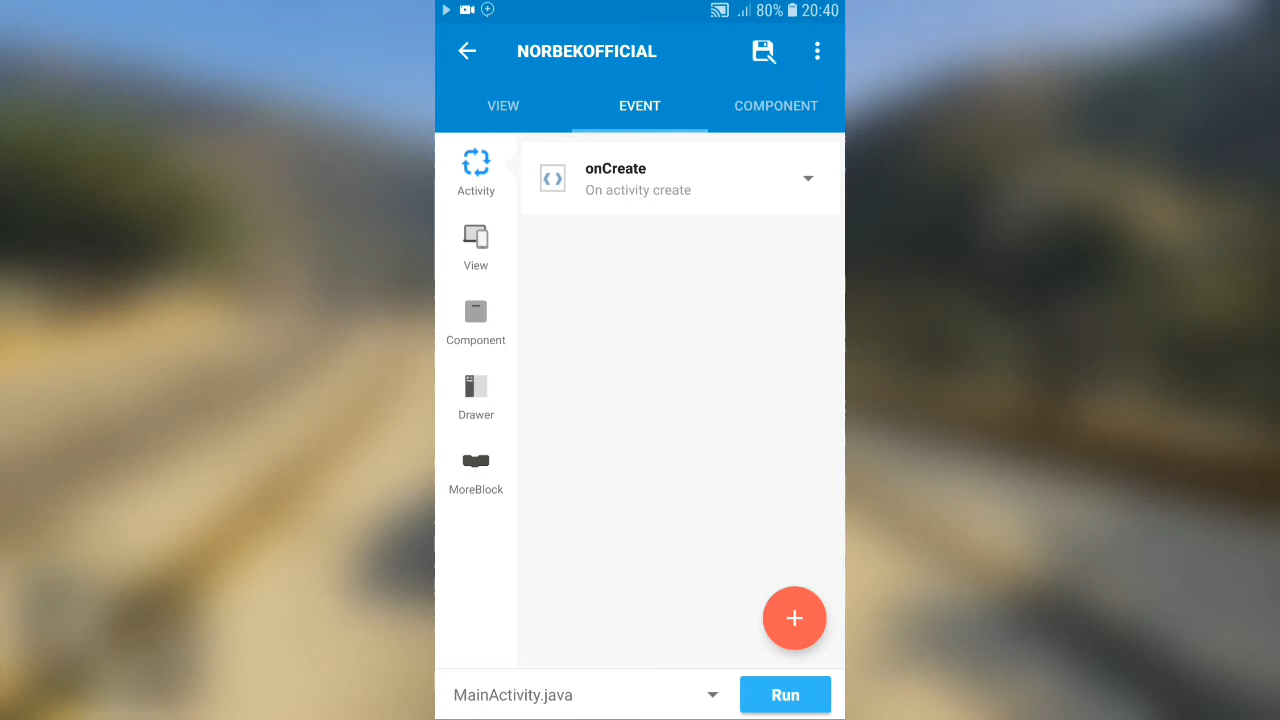 80% 20:40
NORBEKOFFICIAL
VIEW EVENT COMPONENT
Activity
onCreate
On activity create
View
Component
Drawer
MoreBlock
+
MainActivity.java
Run